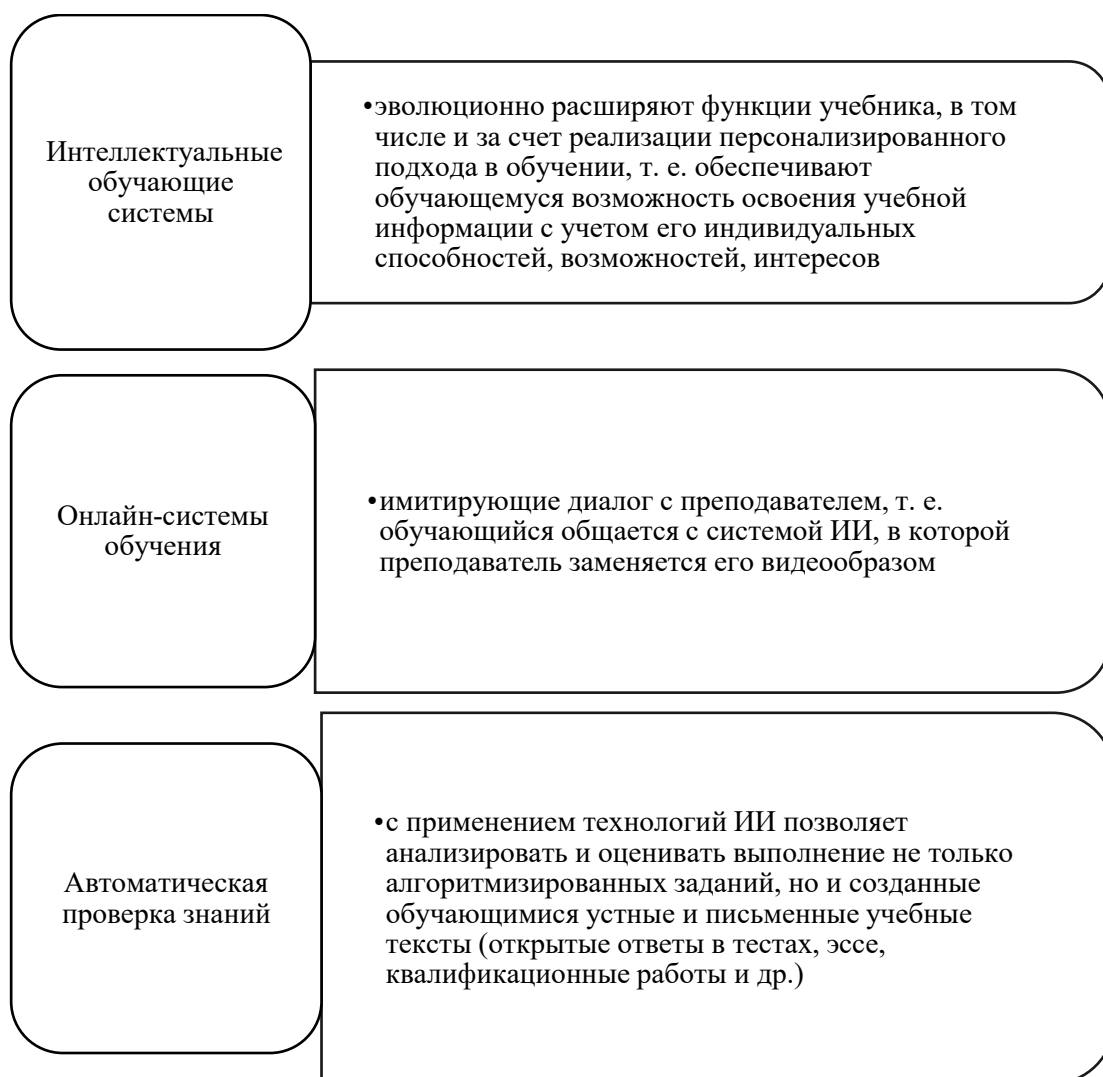 Интеллектуальные
обучающие
системы
•эволюционно расширяют функции учебника, в том
числе и за счет реализации персонализированного
подхода в обучении, т. е. обеспечивают
обучающемуся возможность освоения учебной
информации с учетом его индивидуальных
способностей, возможностей, интересов
Онлайн-системы
обучения
•имитирующие диалог с преподавателем, т. е.
обучающийся общается с системой ИИ, в которой
преподаватель заменяется его видеообразом
Автоматическая
проверка знаний
•с применением технологий ИИ позволяет
анализировать и оценивать выполнение не только
алгоритмизированных заданий, но и созданные
обучающимися устные и письменные учебные
тексты (открытые ответы в тестах, эссе,
квалификационные работы и др.)